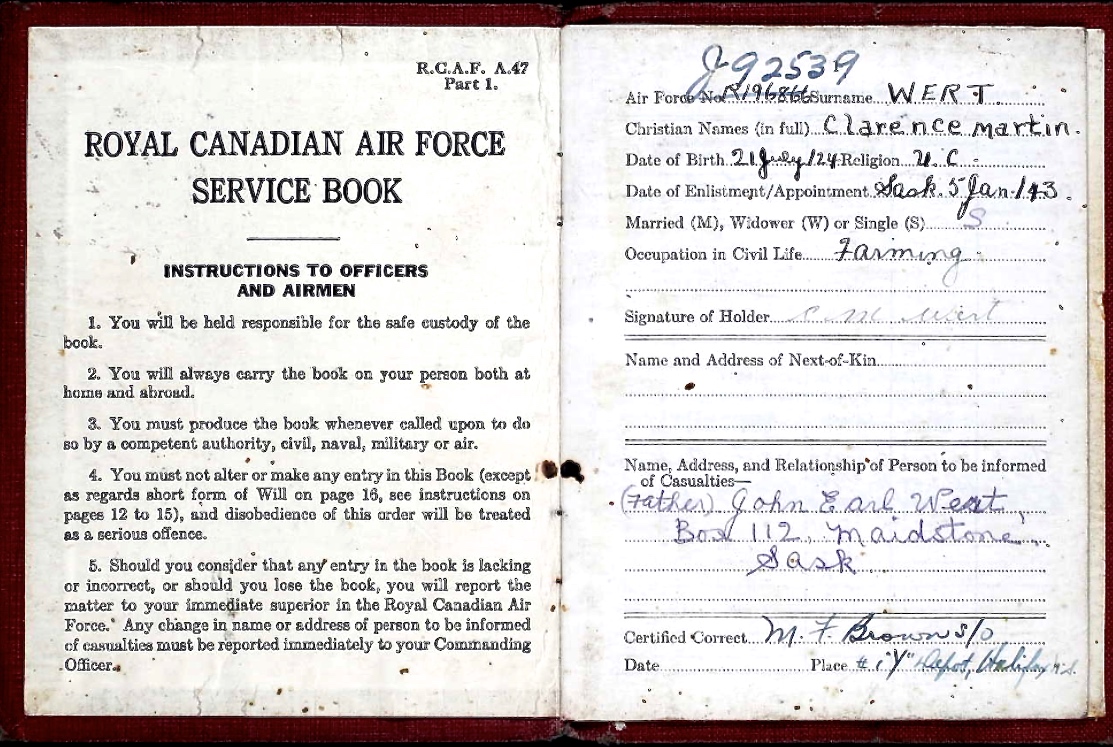 R.C.A.F. A.47
Part 1.
ROYAL CANADIAN AIR FORCE
SERVICE BOOK
INSTRUCTIONS TO OFFICERS
AND AIRMEN
1. You will be held responsible for the safe custody of the
book.
2. You will always carry the book on your person both at
home and abroad.
3. You must produce the book whenever called upon to do
so by a competent authority, civil, naval, military or air.
4. You must not alter or make any entry in this Book (except
as regards short form of Will on page 16, see instructions on
pages 12 to 15), and disobedience of this order will be treated
as a serious offence.
5. Should you consider that any entry in the book is lacking
or incorrect, or should you lose the book, you will report the
matter to your immediate superior in the Royal Canadian Air
Force. Any change in name or address of person to be informed
of casualties must be reported immediately to your Commanding
Officer.
J-92539
Air Force No. R196866 Surname WERT
Christian Names (in full) Clarence Martin.
Date of Birth 21 July/24 Religion U.C.
Date of Enlistment/Appointment Sask. 5 Jan./43.
Married (M), Widower (W) or Single (S) S
Occupation in Civil Life Farming
Signature of Holder C M Wert
Name and Address of Next-of-Kin
Name, Address, and Relationship of Person to be informed
of Casualties—
(Father) John Earl Wert,
Box 112, Maidstone
Sask
Certified Correct M. F. Brown S/O
Date Place #1 "Y" Depot, Halifax N.S.